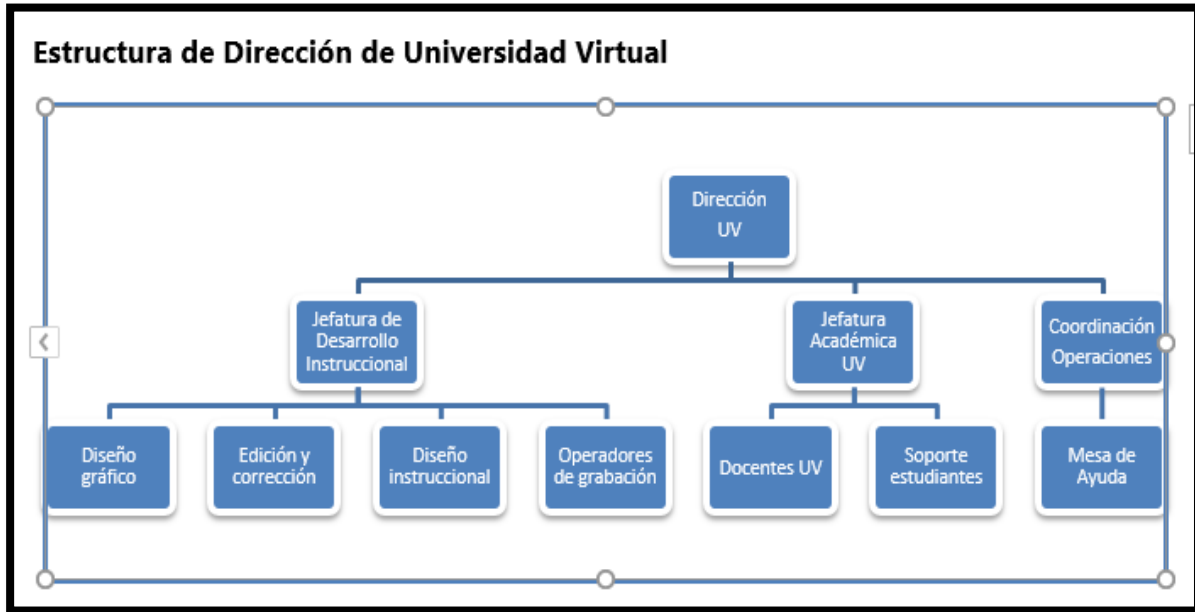 Estructura de Dirección de Universidad Virtual
Dirección
UV
Jefatura de
Desarrollo
Instruccional
Jefatura
Académica
UV
Coordinación
Operaciones
Diseño
gráfico
Edición y
corrección
Diseño
instruccional
Operadores
de grabación
Docentes UV
Soporte
estudiantes
Mesa de
Ayuda